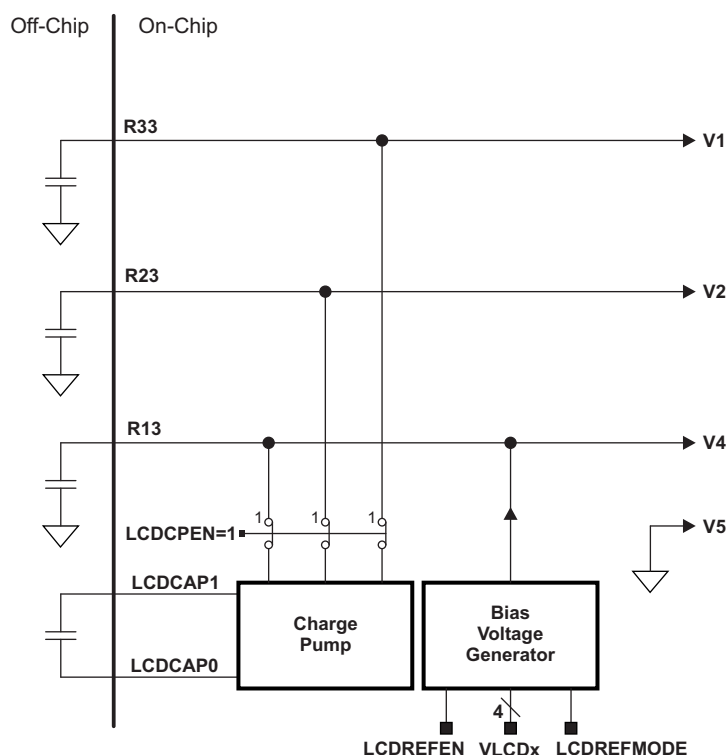 Off-Chip On-Chip
R33
V1
R23
V2
R13
V4
1 1 1
LCDCPEN=1
V5
LCDCAP1
Charge
Pump
Bias
Voltage
Generator
LCDCAP0
4
LCDREFEN VLCDx LCDREFMODE